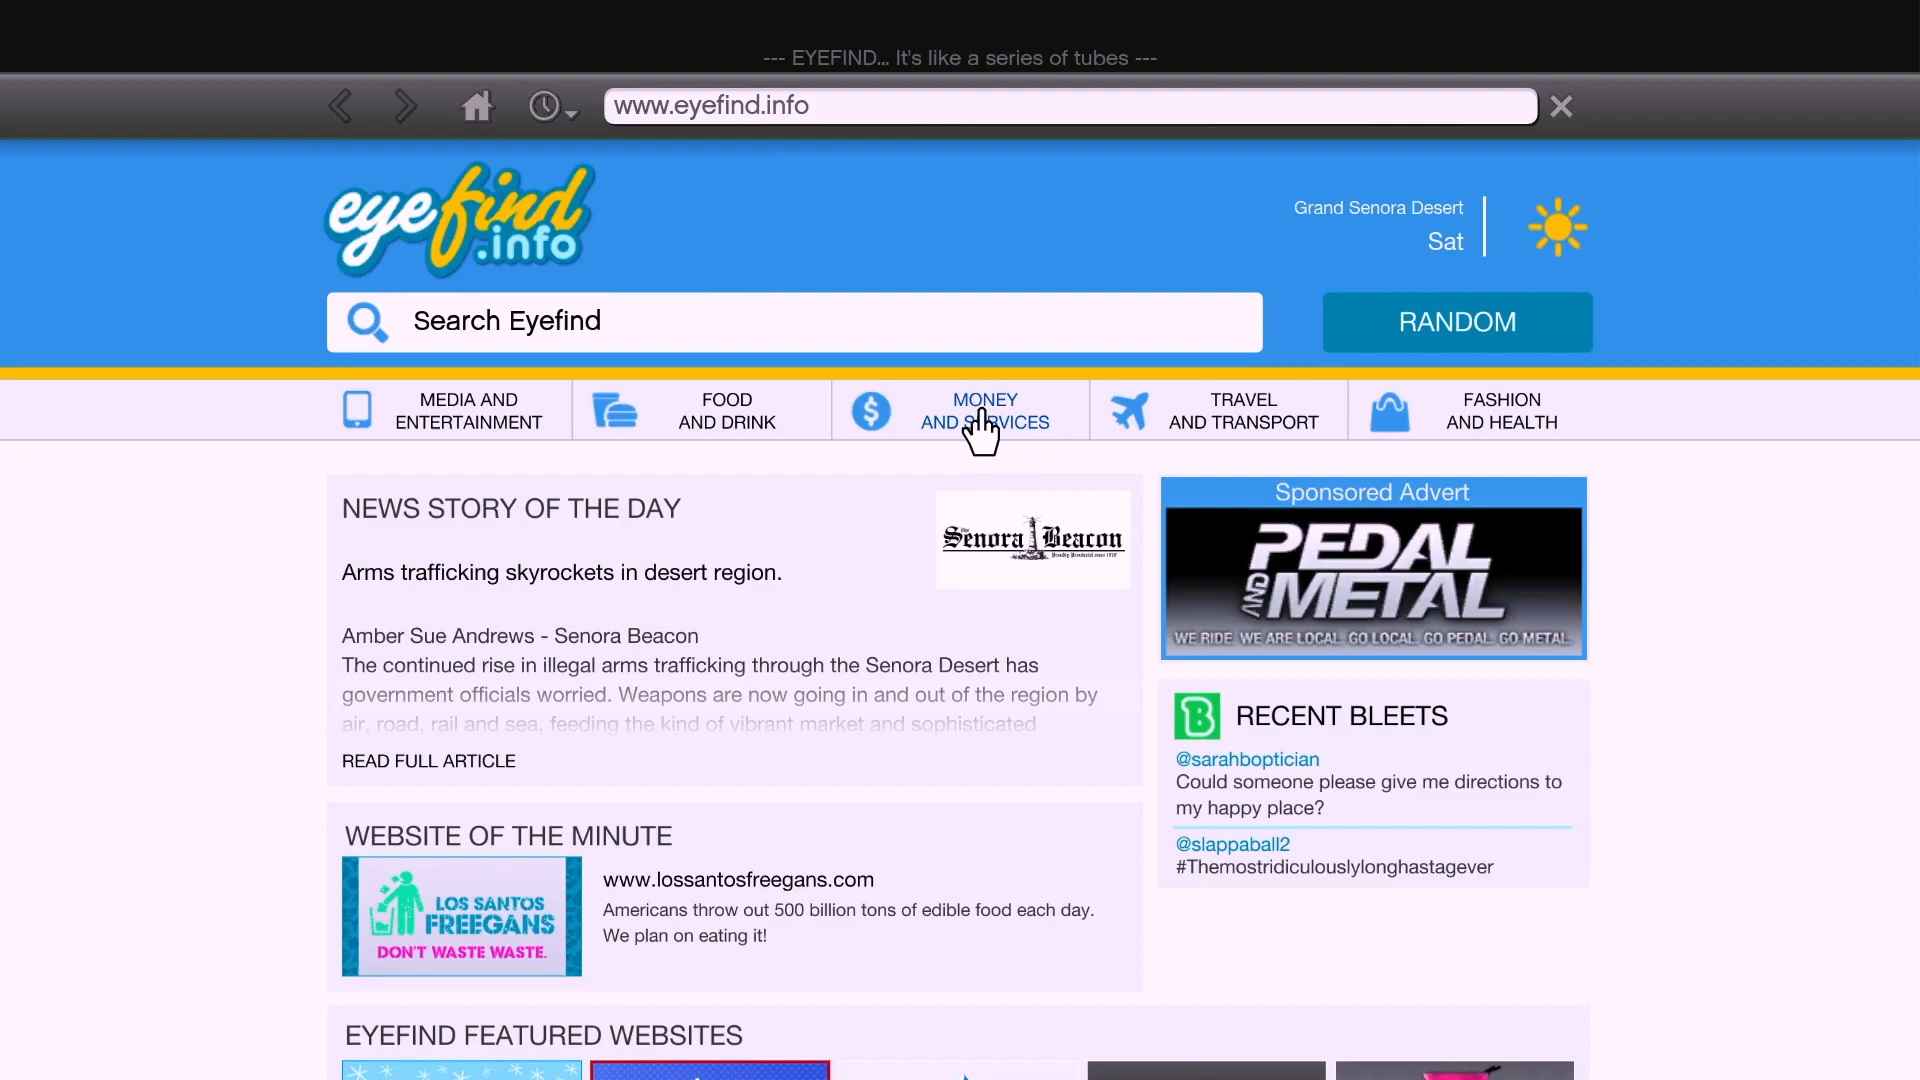 --- EYEFIND... It's like a series of tubes ---
www.eyefind.info
eyefind
.info
Grand Senora Desert
Sat
Search Eyefind
RANDOM
MEDIA AND
ENTERTAINMENT
FOOD
AND DRINK
MONEY
AND SERVICES
TRAVEL
AND TRANSPORT
FASHION
AND HEALTH
NEWS STORY OF THE DAY
The
Senora Beacon
Proudly Provincial since 1915
Arms trafficking skyrockets in desert region.
Amber Sue Andrews - Senora Beacon
The continued rise in illegal arms trafficking through the Senora Desert has
government officials worried. Weapons are now going in and out of the region by
air, road, rail and sea, feeding the kind of vibrant market and sophisticated
READ FULL ARTICLE
Sponsored Advert
PEDAL
AND
METAL
WE RIDE. WE ARE LOCAL. GO LOCAL. GO PEDAL. GO METAL.
B
RECENT BLEETS
@sarahboptician
Could someone please give me directions to
my happy place?
@slappaball2
#Themostridiculouslylonghastagever
WEBSITE OF THE MINUTE
LOS SANTOS
FREEGANS
DON'T WASTE WASTE.
www.lossantosfreegans.com
Americans throw out 500 billion tons of edible food each day.
We plan on eating it!
EYEFIND FEATURED WEBSITES